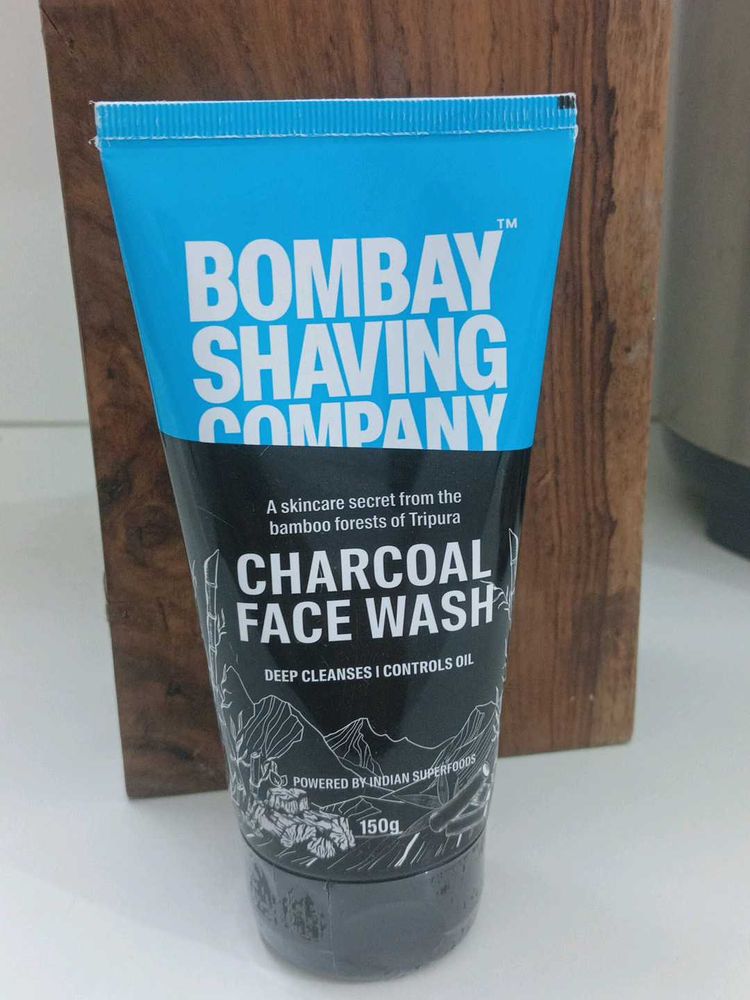 BOMBAY™
SHAVING
COMPANY
A skincare secret from the
bamboo forests of Tripura
CHARCOAL
FACE WASH
DEEP CLEANSES | CONTROLS OIL
POWERED BY INDIAN SUPERFOODS
150g